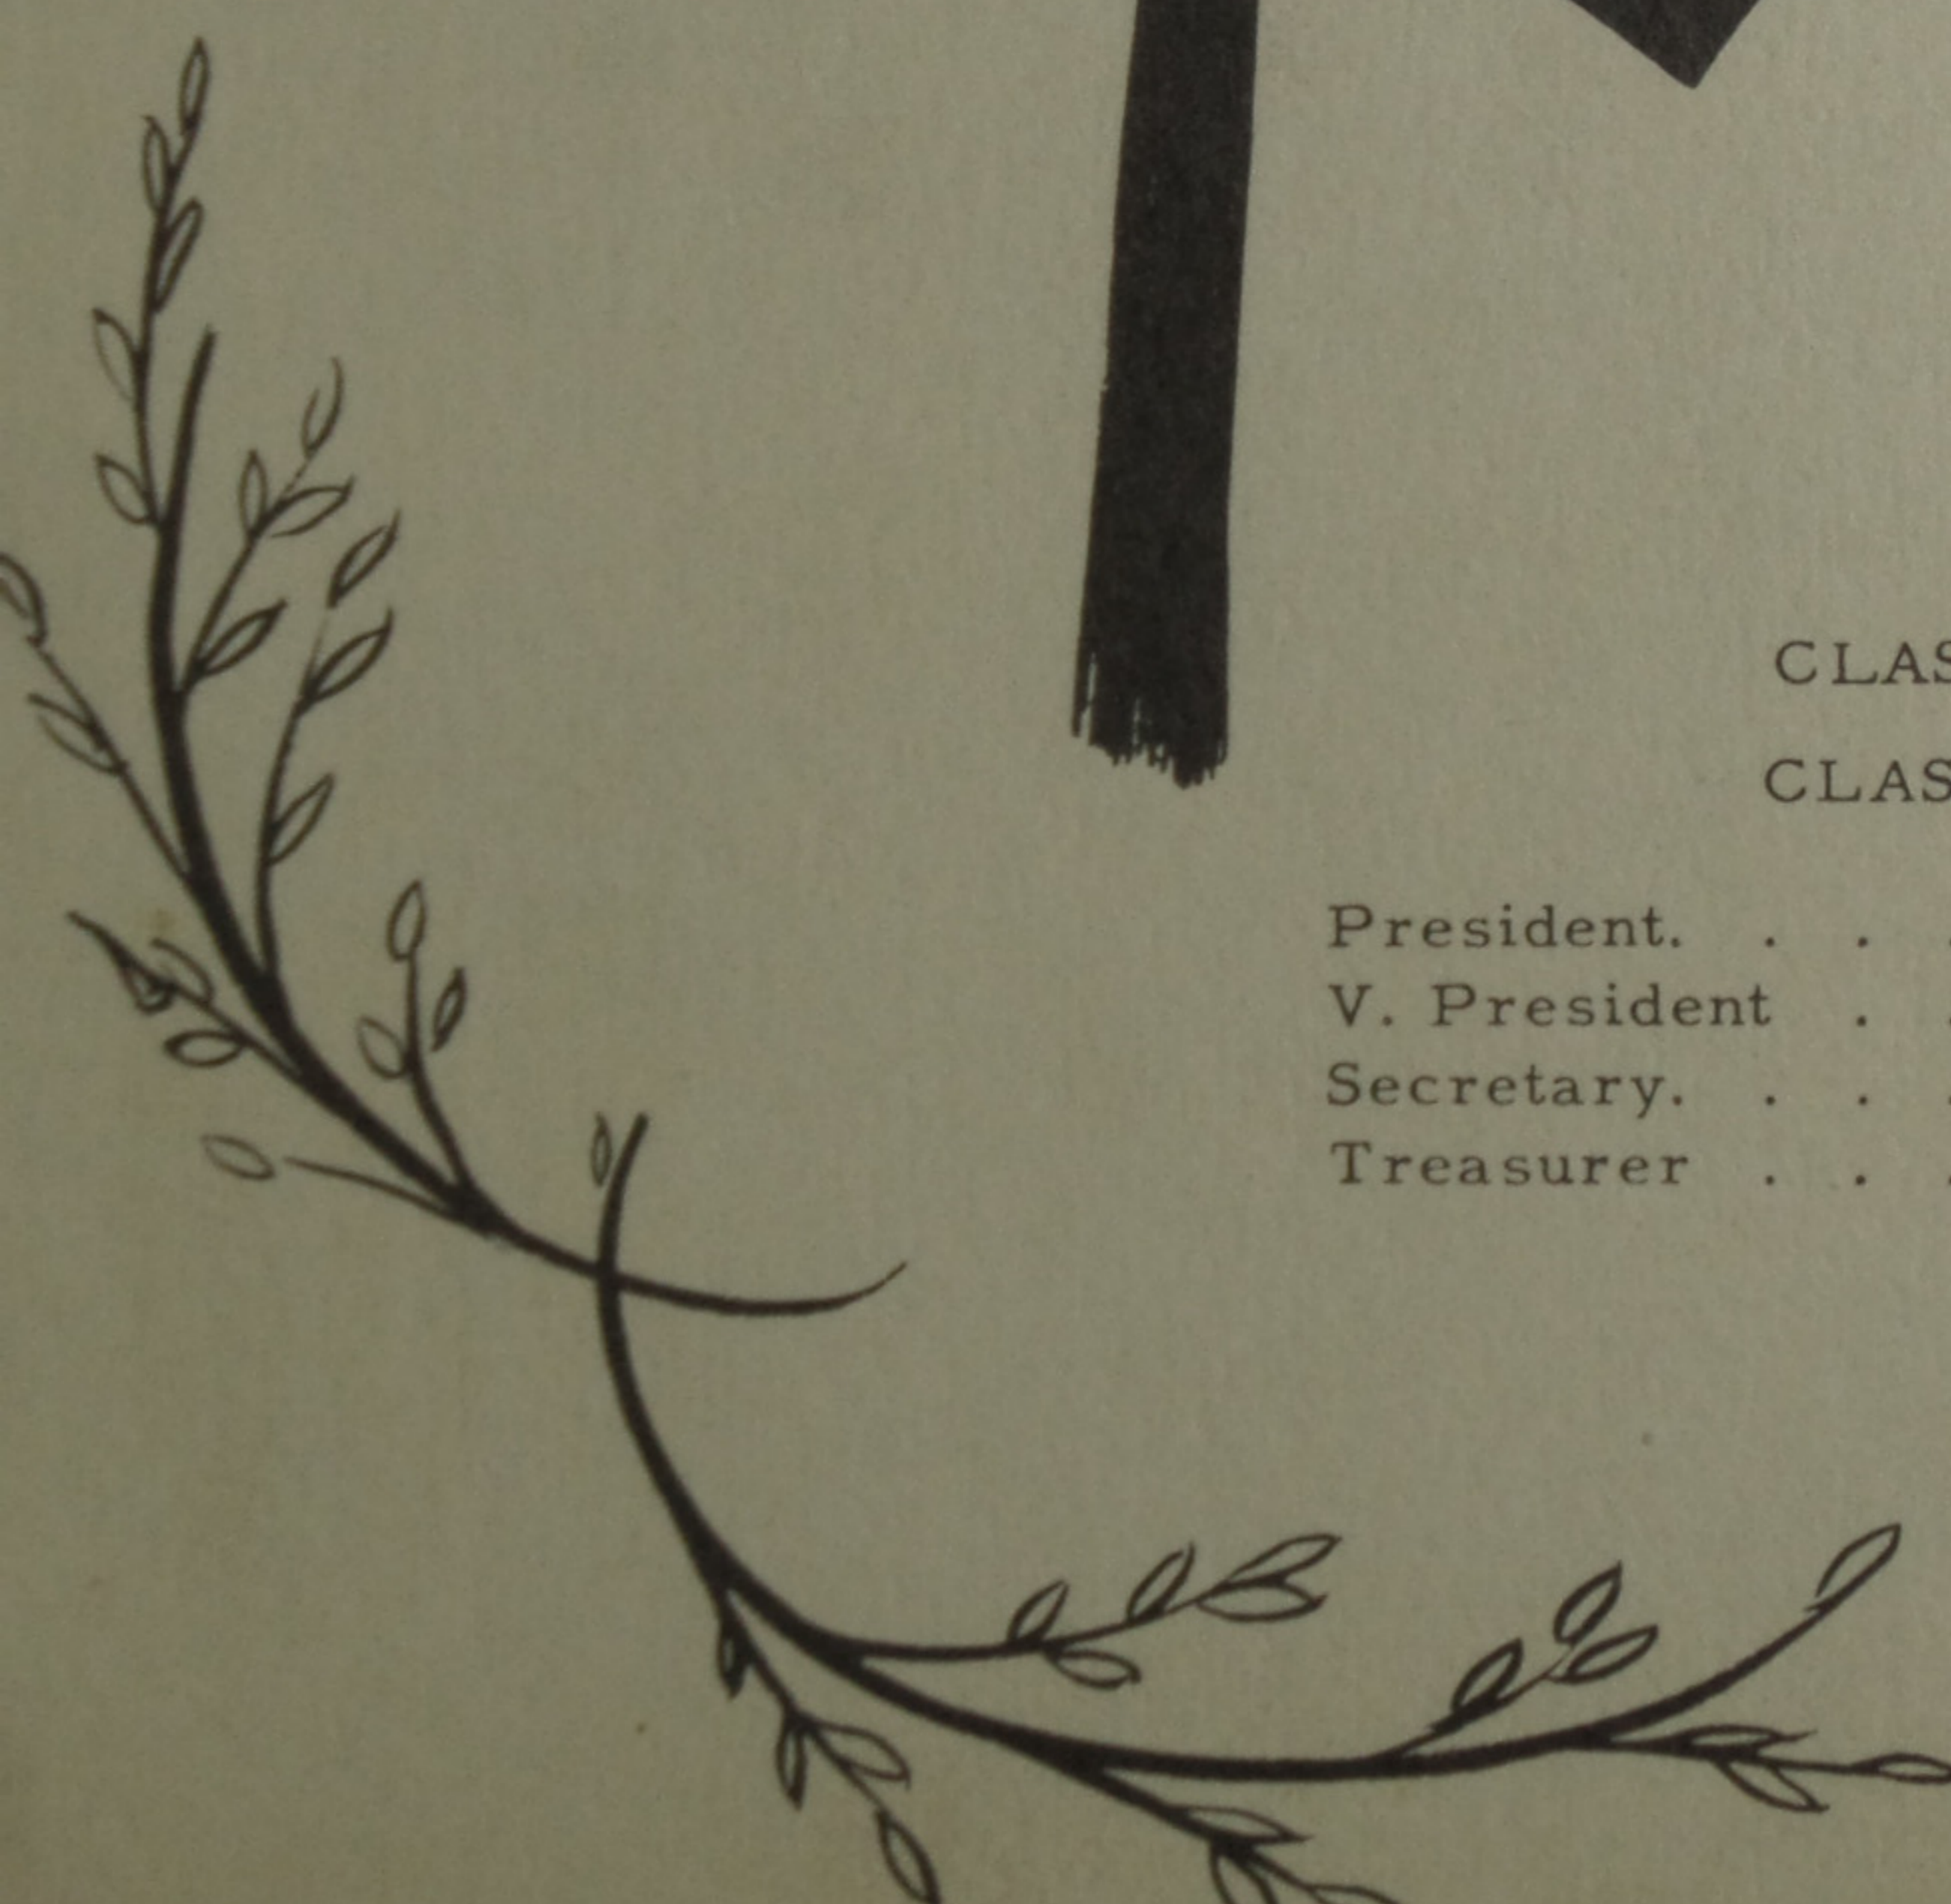 CLAS
CLAS
President. . . .
V. President . .
Secretary. . . .
Treasurer . . .